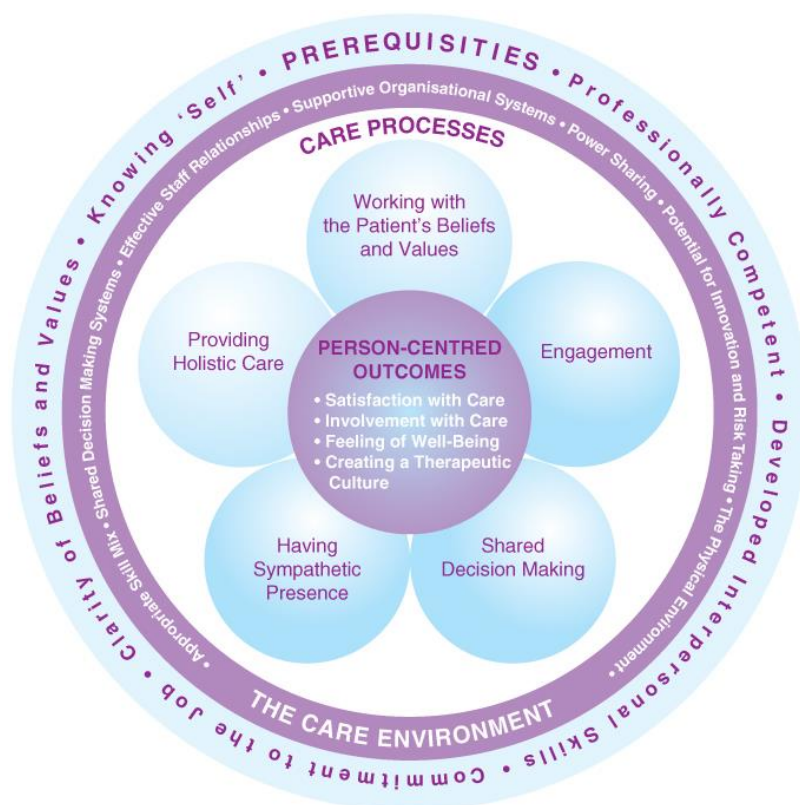 PREREQUISITIES • Professionally Competent • Developed Interpersonal Skills • Commitment to the Job • Clarity of Beliefs and Values • Knowing ‘Self’ •
• Appropriate Skill Mix • Shared Decision Making Systems • Effective Staff Relationships • Supportive Organisational Systems • Power Sharing • Potential for Innovation and Risk Taking • The Physical Environment •
THE CARE ENVIRONMENT
CARE PROCESSES
Working with
the Patient’s Beliefs
and Values
Providing
Holistic Care
Engagement
PERSON-CENTRED
OUTCOMES
• Satisfaction with Care
• Involvement with Care
• Feeling of Well-Being
• Creating a Therapeutic
Culture
Having
Sympathetic
Presence
Shared
Decision Making